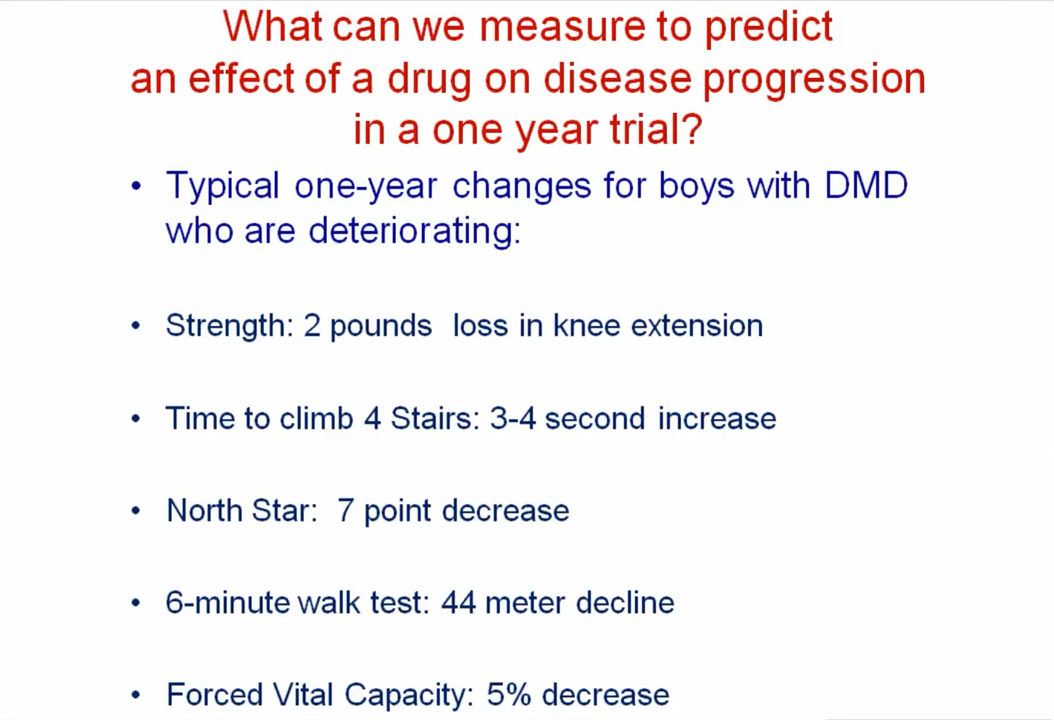 What can we measure to predict
an effect of a drug on disease progression
in a one year trial?
• Typical one-year changes for boys with DMD
who are deteriorating:
• Strength: 2 pounds loss in knee extension
• Time to climb 4 Stairs: 3-4 second increase
• North Star: 7 point decrease
• 6-minute walk test: 44 meter decline
• Forced Vital Capacity: 5% decrease